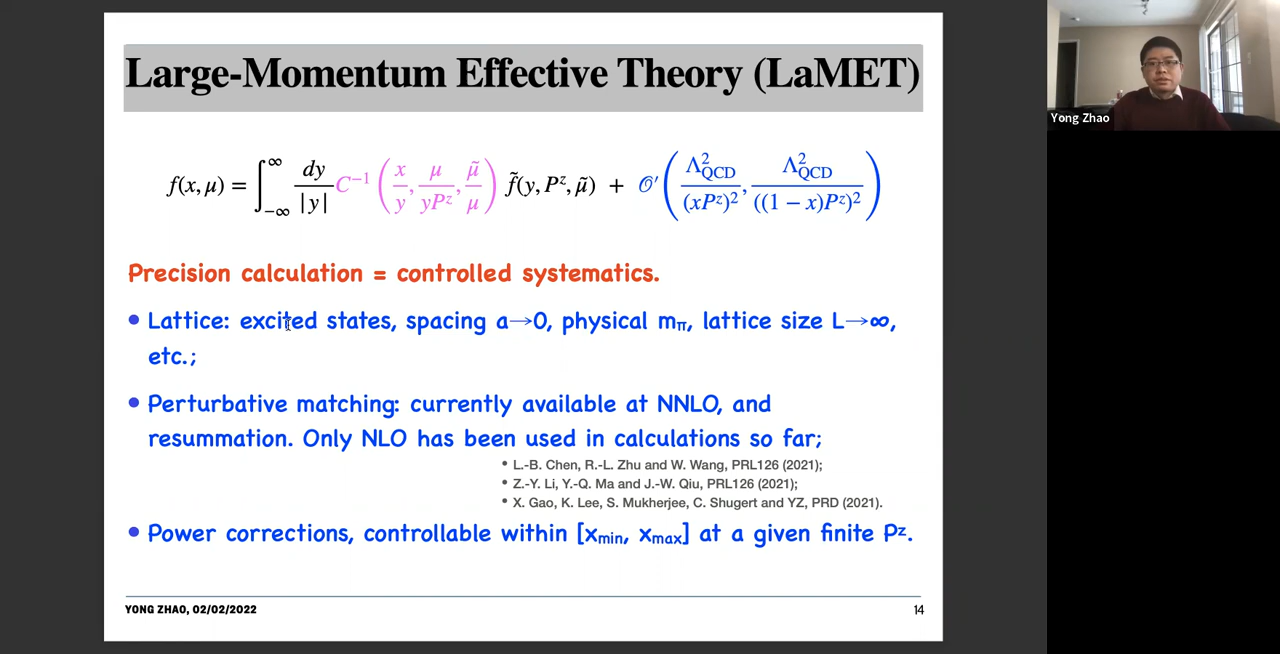 Large-Momentum Effective Theory (LaMET)
f(x, μ) = ∫_{-∞}^{∞} dy/|y| C^{-1}(x/y, μ/(yP^z), μ̃/μ) f̃(y, P^z, μ̃) + 𝒪′(Λ²_QCD/(xP^z)², Λ²_QCD/((1 − x)P^z)²)
Precision calculation = controlled systematics.
• Lattice: excited states, spacing a→0, physical m_π, lattice size L→∞,
etc.;
• Perturbative matching: currently available at NNLO, and
resummation. Only NLO has been used in calculations so far;
• L.-B. Chen, R.-L. Zhu and W. Wang, PRL126 (2021);
• Z.-Y. Li, Y.-Q. Ma and J.-W. Qiu, PRL126 (2021);
• X. Gao, K. Lee, S. Mukherjee, C. Shugert and YZ, PRD (2021).
• Power corrections, controllable within [x_min, x_max] at a given finite P^z.
YONG ZHAO, 02/02/2022
14
Yong Zhao